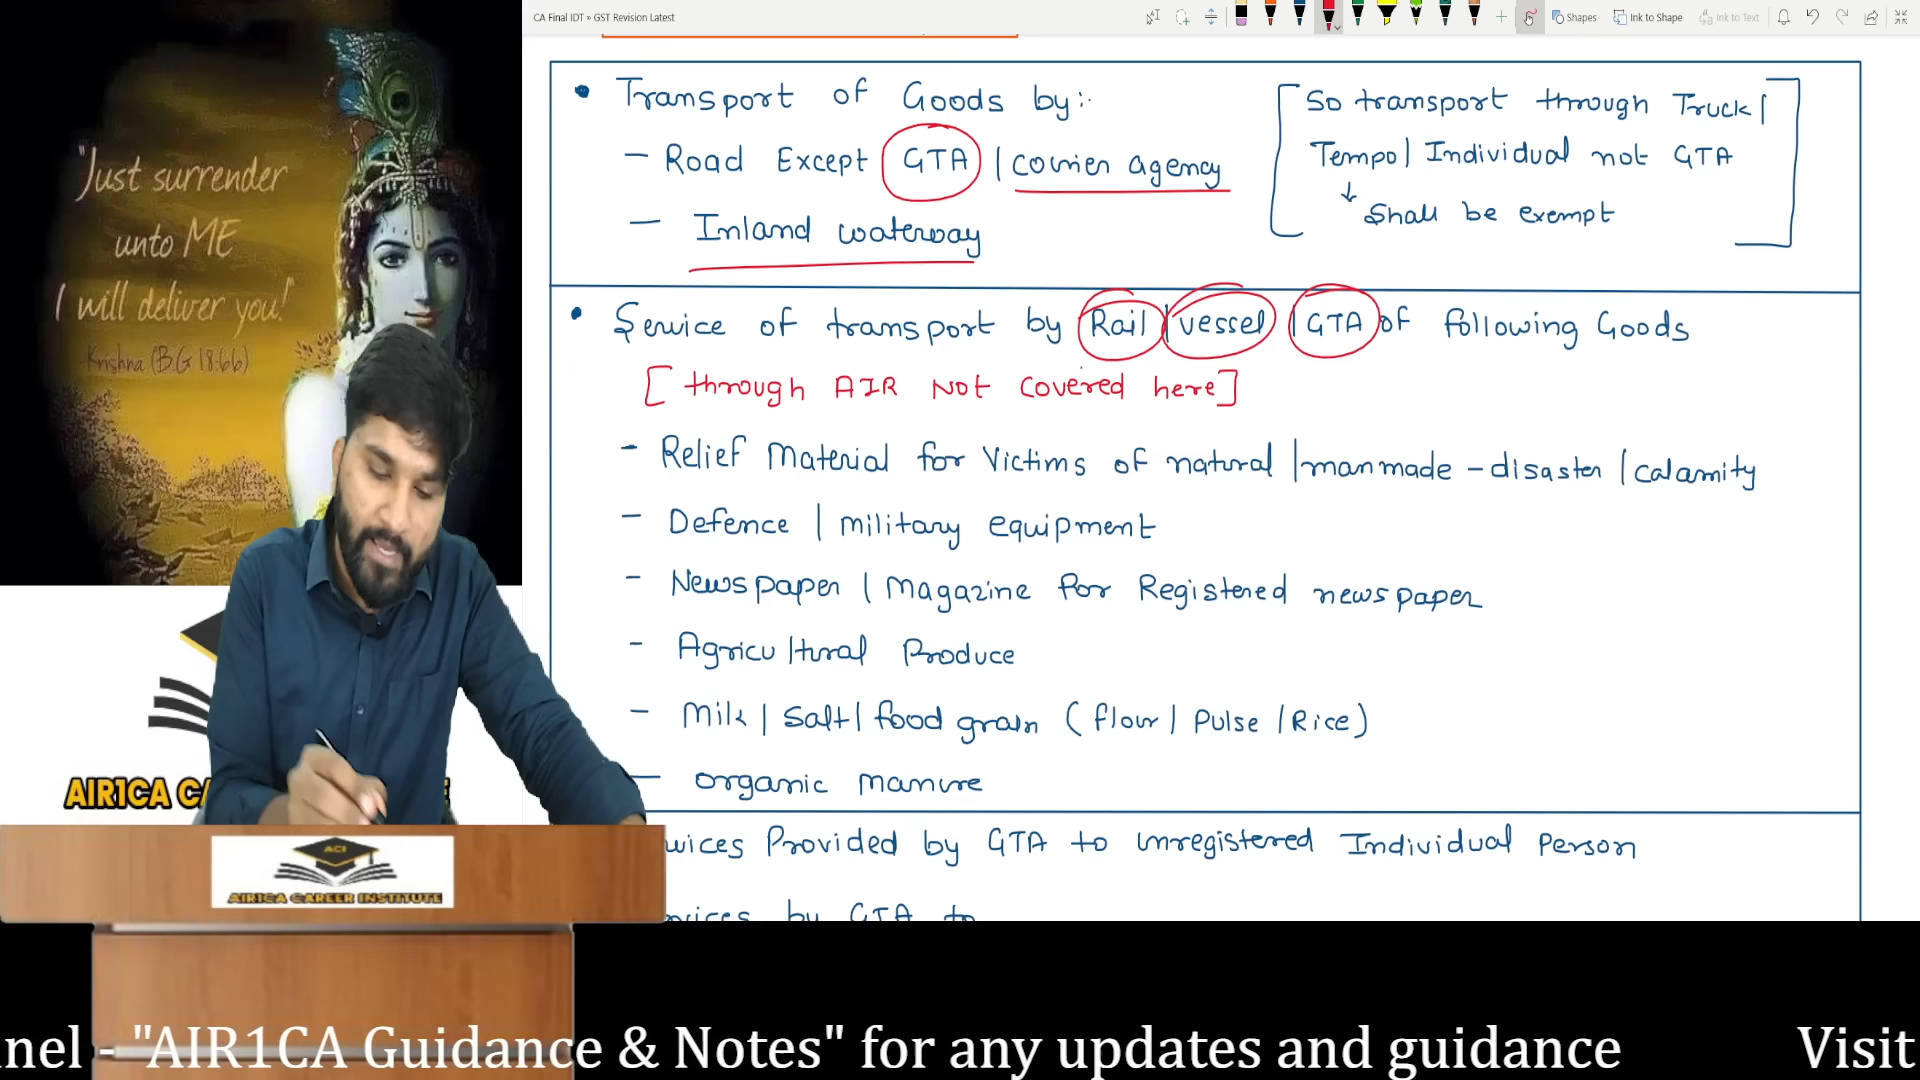 CA Final IDT » GST Revision Latest
Shapes
Ink to Shape
Ink to Text
"Just surrender
unto ME
I will deliver you!"
Krishna (B.G 18:66)
• Transport of Goods by:-
- Road Except GTA | courier agency
- Inland waterway
[So transport through Truck|
Tempo| Individual not GTA
↓
Shall be exempt]
• Service of transport by Rail | vessel | GTA of following Goods
[through AIR Not Covered here]
- Relief Material for Victims of natural | manmade - disaster | calamity
- Defence | military equipment
- Newspaper | Magazine for Registered newspaper
- Agricultural Produce
- Milk | Salt | food grain (flour | Pulse | Rice)
- organic manure
vices Provided by GTA to unregistered Individual Person
by GTA to
AIR1CA CA
ACI
AIR1CA CAREER INSTITUTE
nel - "AIR1CA Guidance & Notes" for any updates and guidance
Visit